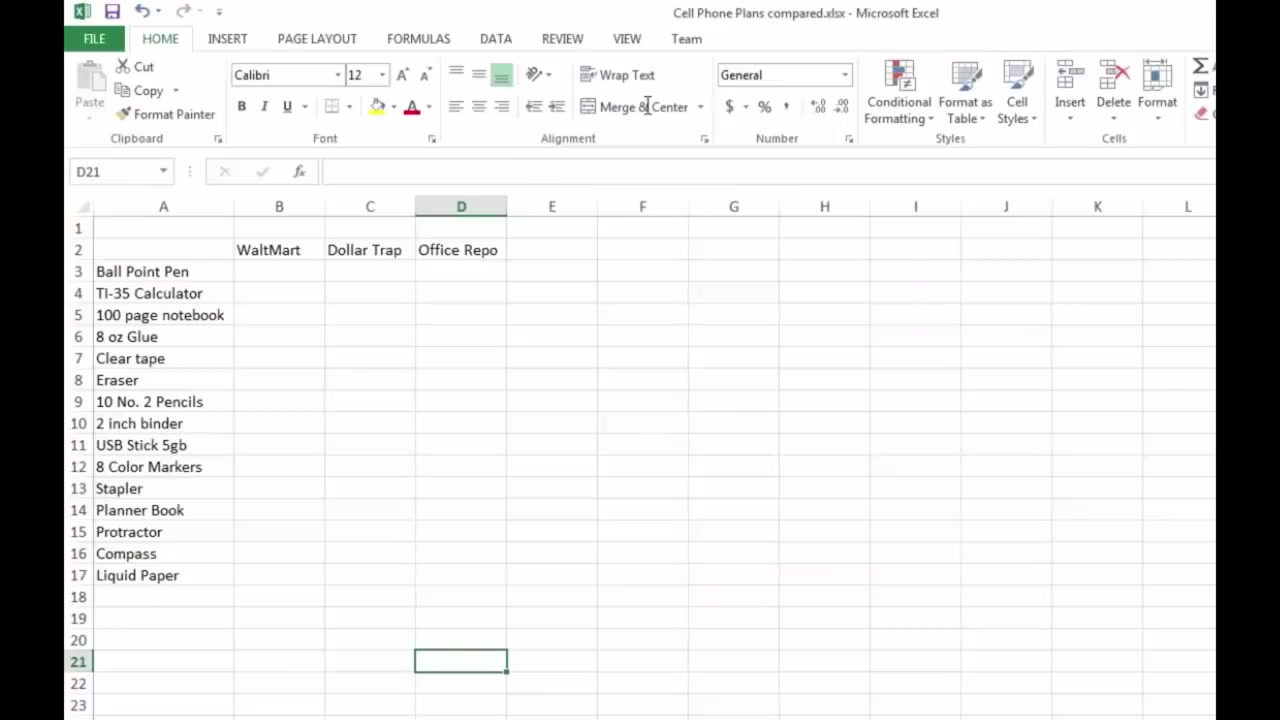 Cell Phone Plans compared.xlsx - Microsoft Excel
FILE HOME INSERT PAGE LAYOUT FORMULAS DATA REVIEW VIEW Team
Paste
Cut
Copy
Format Painter
Clipboard
Calibri 12 A A
B I U A
Font
Wrap Text
Merge & Center
Alignment
General
$ % , .0 .00 .00 .0
Number
Conditional Formatting
Format as Table
Cell Styles
Styles
Insert Delete Format
Cells
Σ
D21 fx
A B C D E F G H I J K L
1
2 WaltMart Dollar Trap Office Repo
3 Ball Point Pen
4 TI-35 Calculator
5 100 page notebook
6 8 oz Glue
7 Clear tape
8 Eraser
9 10 No. 2 Pencils
10 2 inch binder
11 USB Stick 5gb
12 8 Color Markers
13 Stapler
14 Planner Book
15 Protractor
16 Compass
17 Liquid Paper
18
19
20
21
22
23